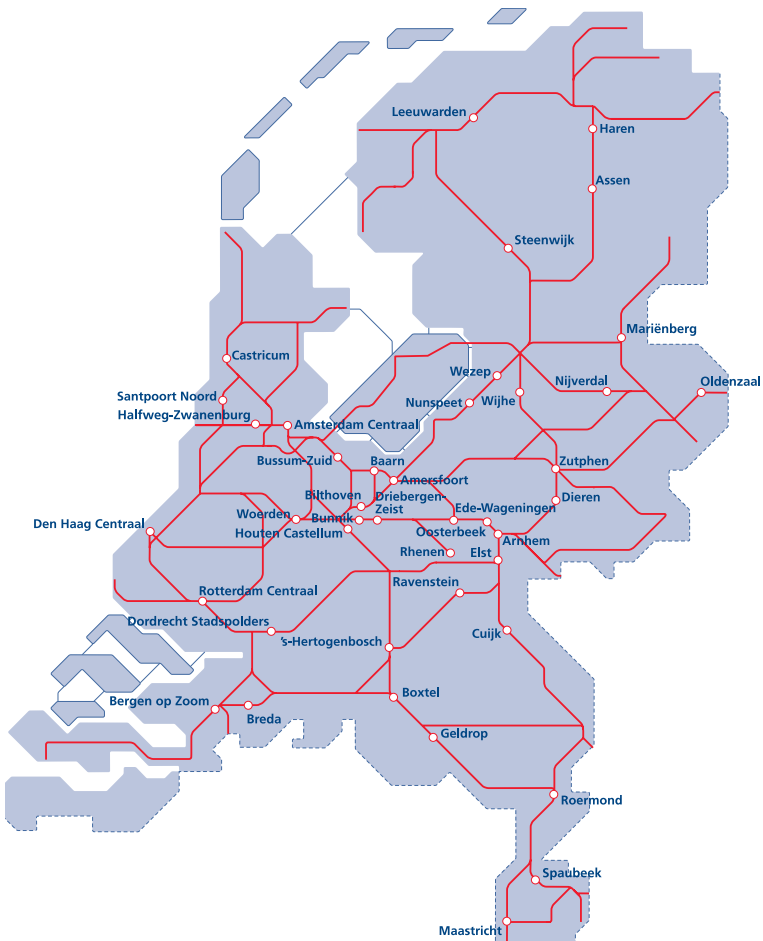 Leeuwarden
Haren
Assen
Steenwijk
Mariënberg
Castricum
Wezep
Nijverdal
Oldenzaal
Santpoort Noord
Nunspeet
Wijhe
Halfweg-Zwanenburg
Amsterdam Centraal
Bussum-Zuid
Baarn
Zutphen
Amersfoort
Bilthoven
Driebergen-
Zeist
Dieren
Ede-Wageningen
Woerden
Bunnik
Den Haag Centraal
Houten Castellum
Oosterbeek
Arnhem
Rhenen
Elst
Ravenstein
Rotterdam Centraal
Dordrecht Stadspolders
's-Hertogenbosch
Cuijk
Bergen op Zoom
Boxtel
Breda
Geldrop
Roermond
Spaubeek
Maastricht